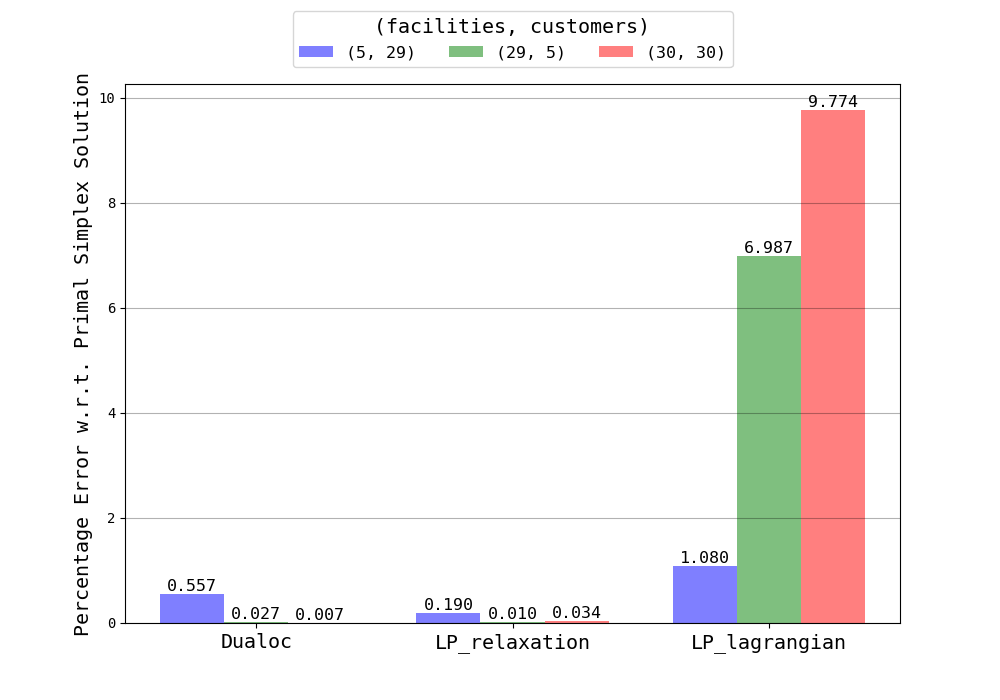 (facilities, customers)
(5, 29) (29, 5) (30, 30)
Percentage Error w.r.t. Primal Simplex Solution
10
8
6
4
2
0
0.557 0.027 0.007
0.190 0.010 0.034
1.080 6.987 9.774
Dualoc LP_relaxation LP_lagrangian